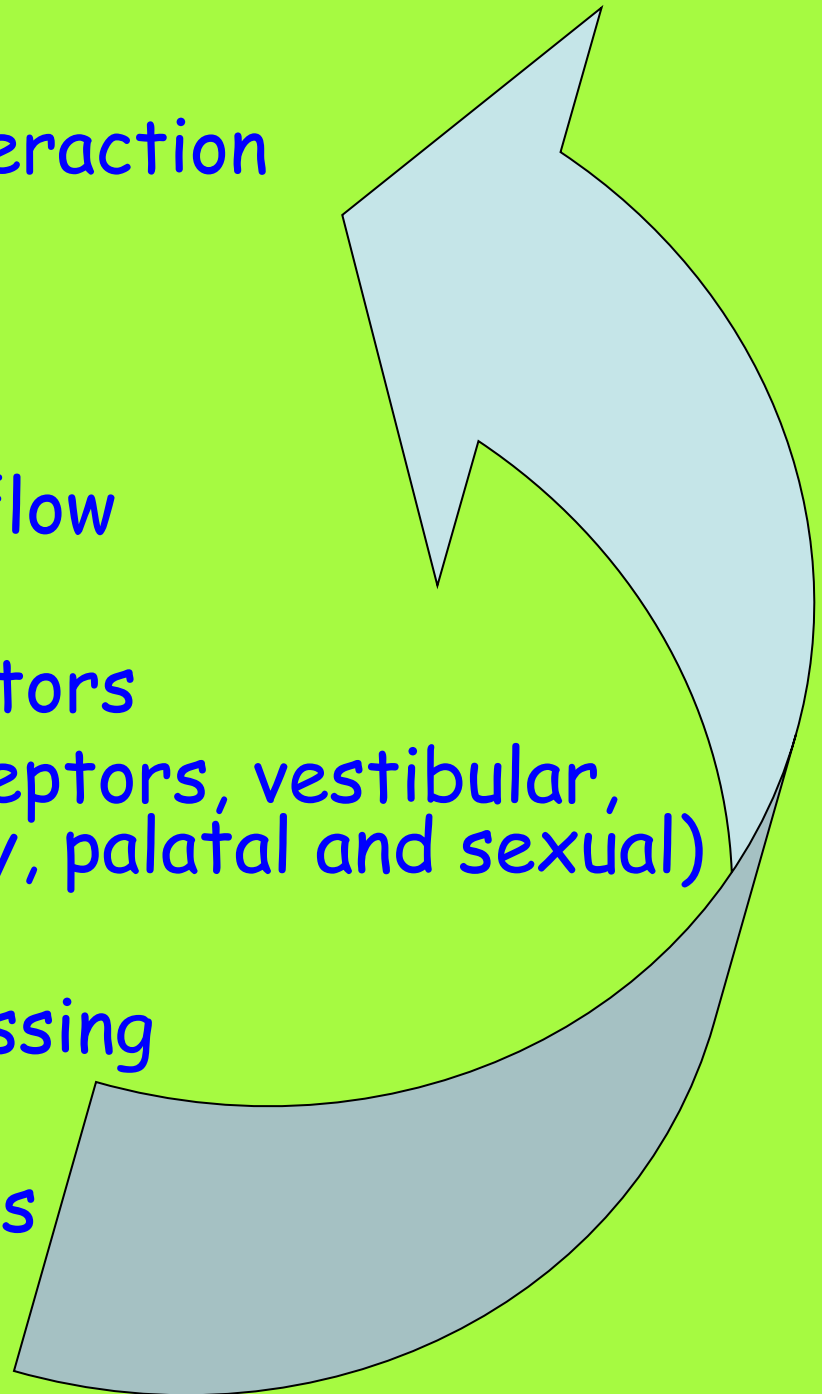 eraction
flow
tors
eptors, vestibular,
y, palatal and sexual)
ssing
s